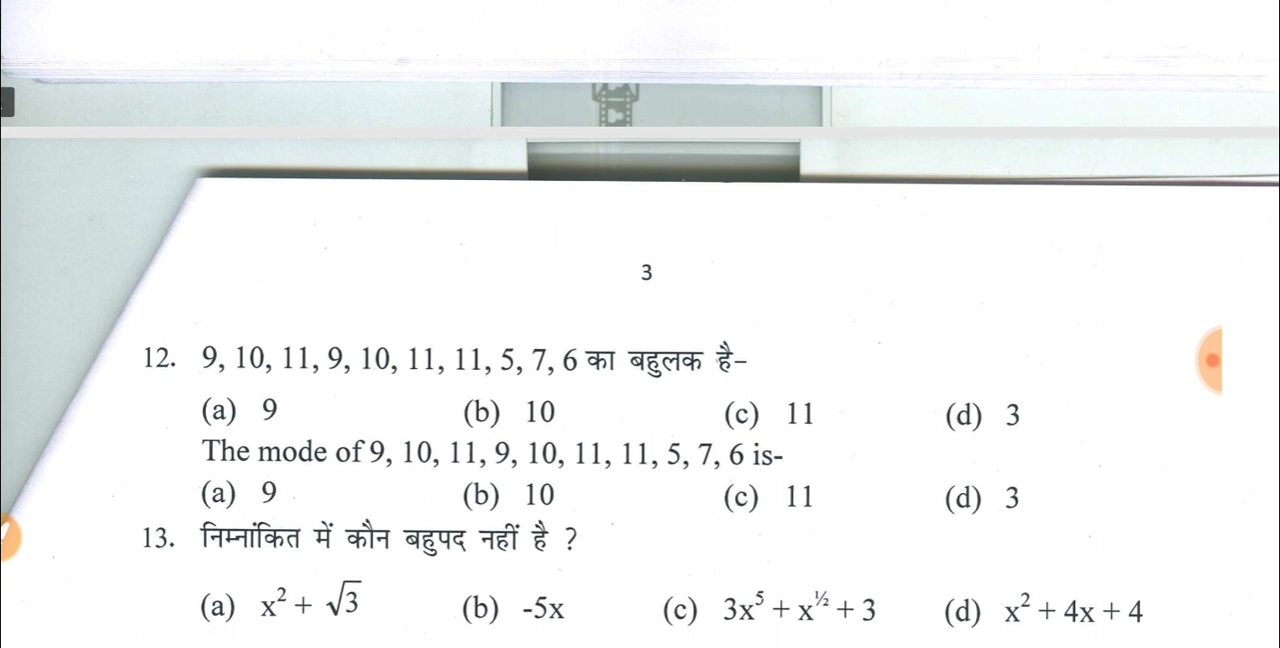 3
12. 9, 10, 11, 9, 10, 11, 11, 5, 7, 6 का बहुलक है-
(a) 9 (b) 10 (c) 11 (d) 3
The mode of 9, 10, 11, 9, 10, 11, 11, 5, 7, 6 is-
(a) 9 (b) 10 (c) 11 (d) 3
13. निम्नांकित में कौन बहुपद नहीं है ?
(a) x² + √3 (b) -5x (c) 3x⁵ + x^½ + 3 (d) x² + 4x + 4